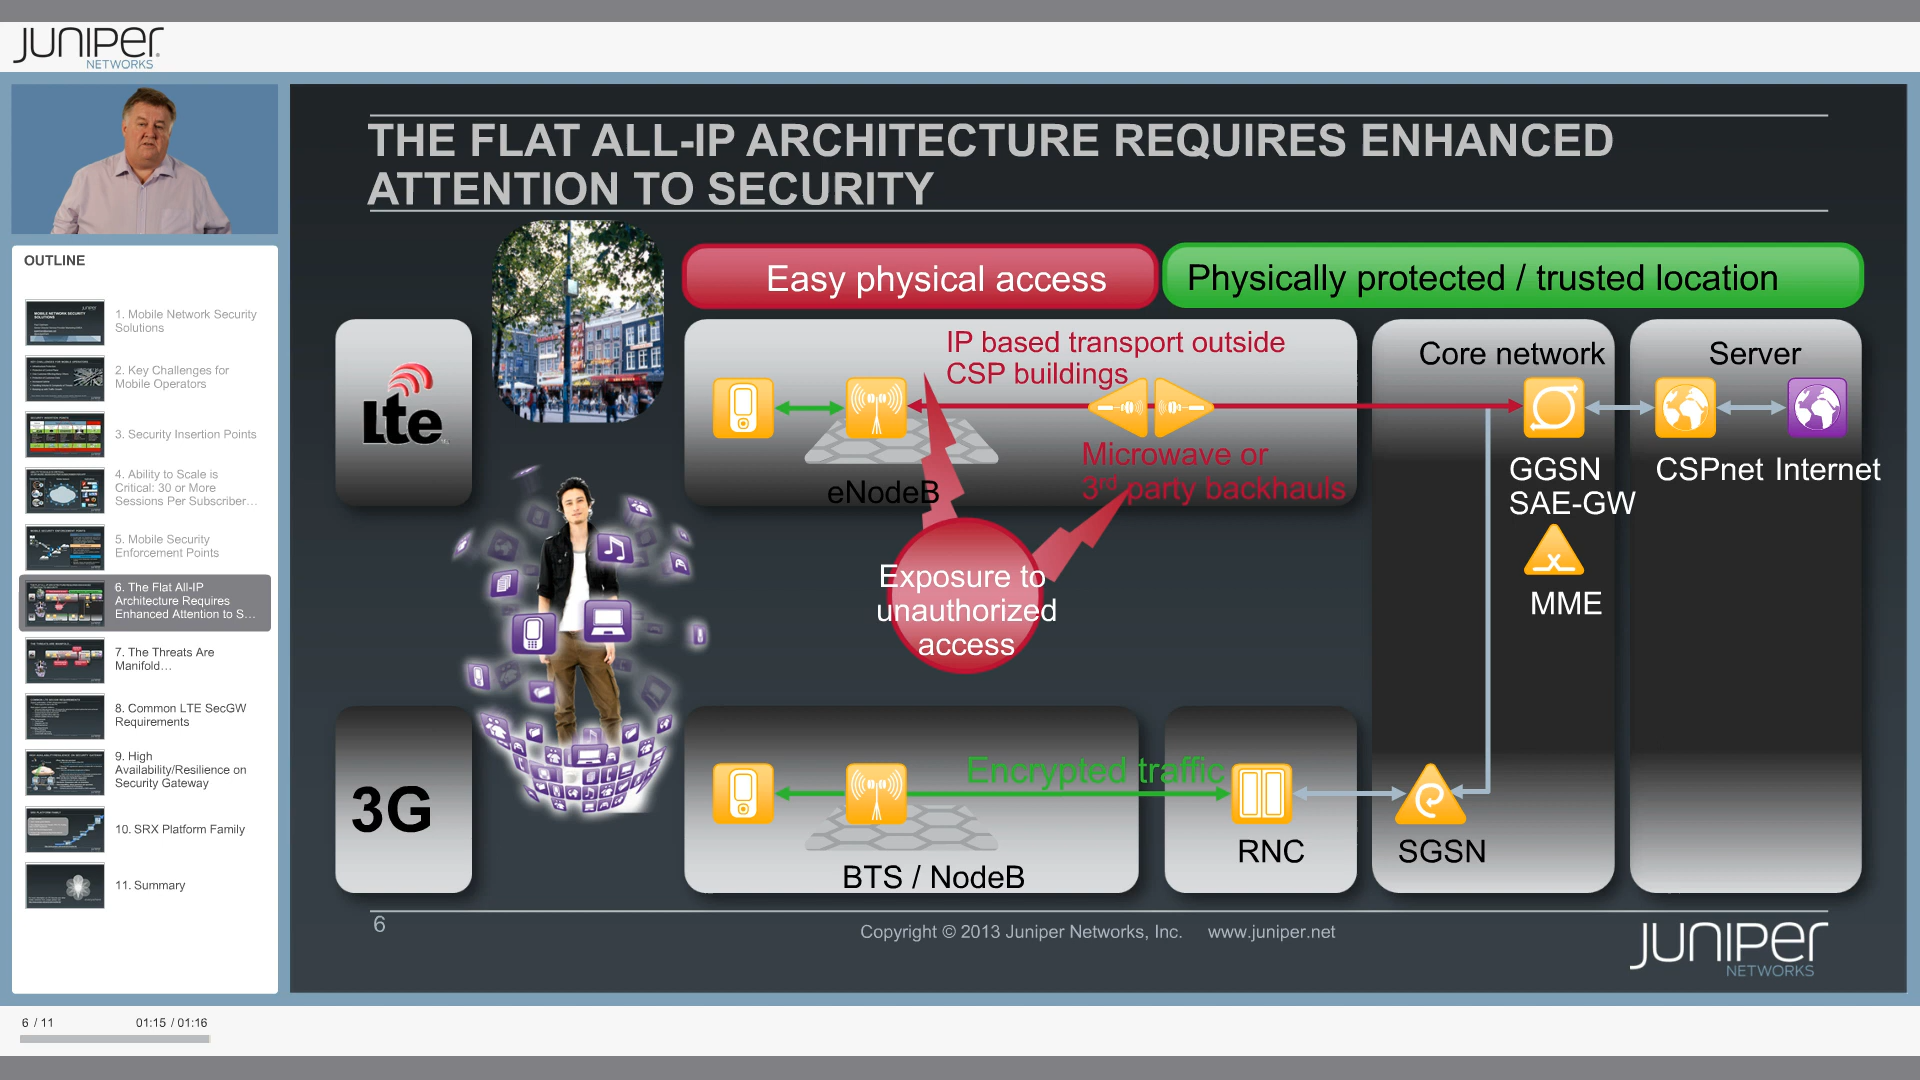 JUNIPER
NETWORKS
OUTLINE
1. Mobile Network Security
Solutions
2. Key Challenges for
Mobile Operators
3. Security Insertion Points
4. Ability to Scale is
Critical: 30 or More
Sessions Per Subscriber...
5. Mobile Security
Enforcement Points
6. The Flat All-IP
Architecture Requires
Enhanced Attention to S...
7. The Threats Are
Manifold...
8. Common LTE SecGW
Requirements
9. High
Availability/Resilience on
Security Gateway
10. SRX Platform Family
11. Summary
6 / 11
01:15 / 01:16
THE FLAT ALL-IP ARCHITECTURE REQUIRES ENHANCED
ATTENTION TO SECURITY
Easy physical access
Physically protected / trusted location
Lte
IP based transport outside
CSP buildings
Core network
Server
Microwave or
3rd party backhauls
eNodeB
GGSN
SAE-GW
CSPnet
Internet
MME
Exposure to
unauthorized
access
3G
Encrypted traffic
BTS / NodeB
RNC
SGSN
6
Copyright © 2013 Juniper Networks, Inc. www.juniper.net
JUNIPER
NETWORKS